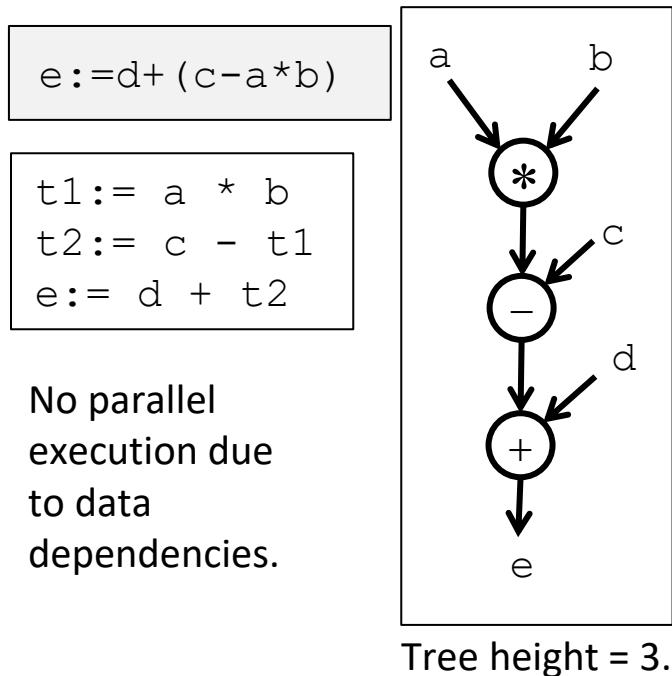 e:=d+(c-a*b)
t1:= a * b
t2:= c - t1
e:= d + t2
No parallel
execution due
to data
dependencies.
a b
*
c
−
d
+
e
Tree height = 3.